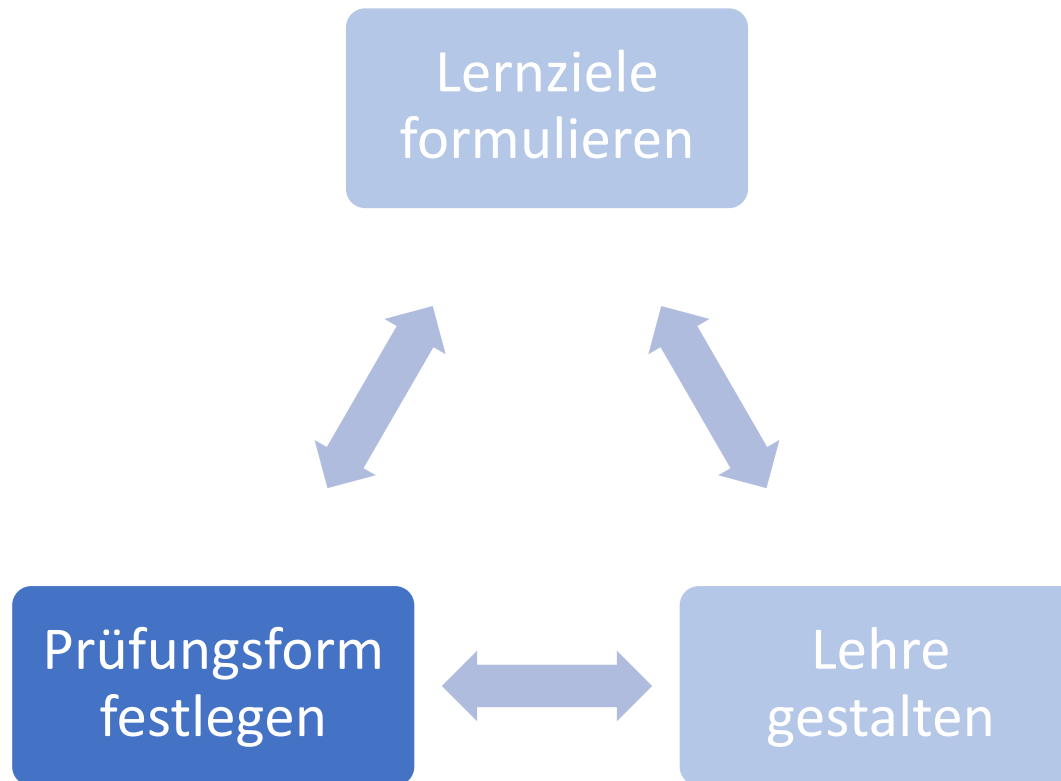 Lernziele
formulieren
Prüfungsform
festlegen
Lehre
gestalten